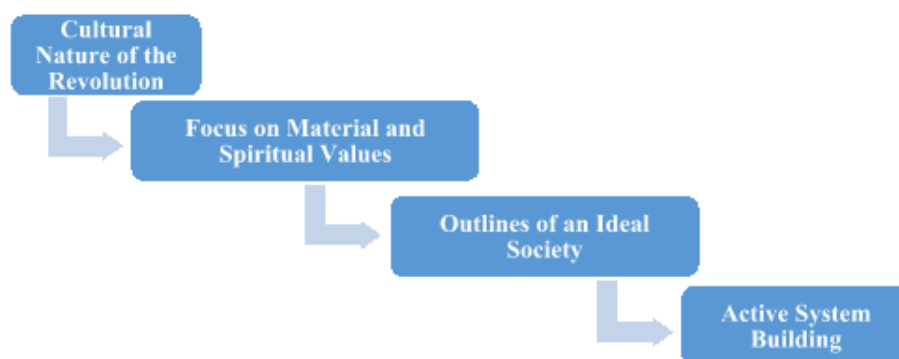 Cultural
Nature of the
Revolution
Focus on Material and
Spiritual Values
Outlines of an Ideal
Society
Active System
Building